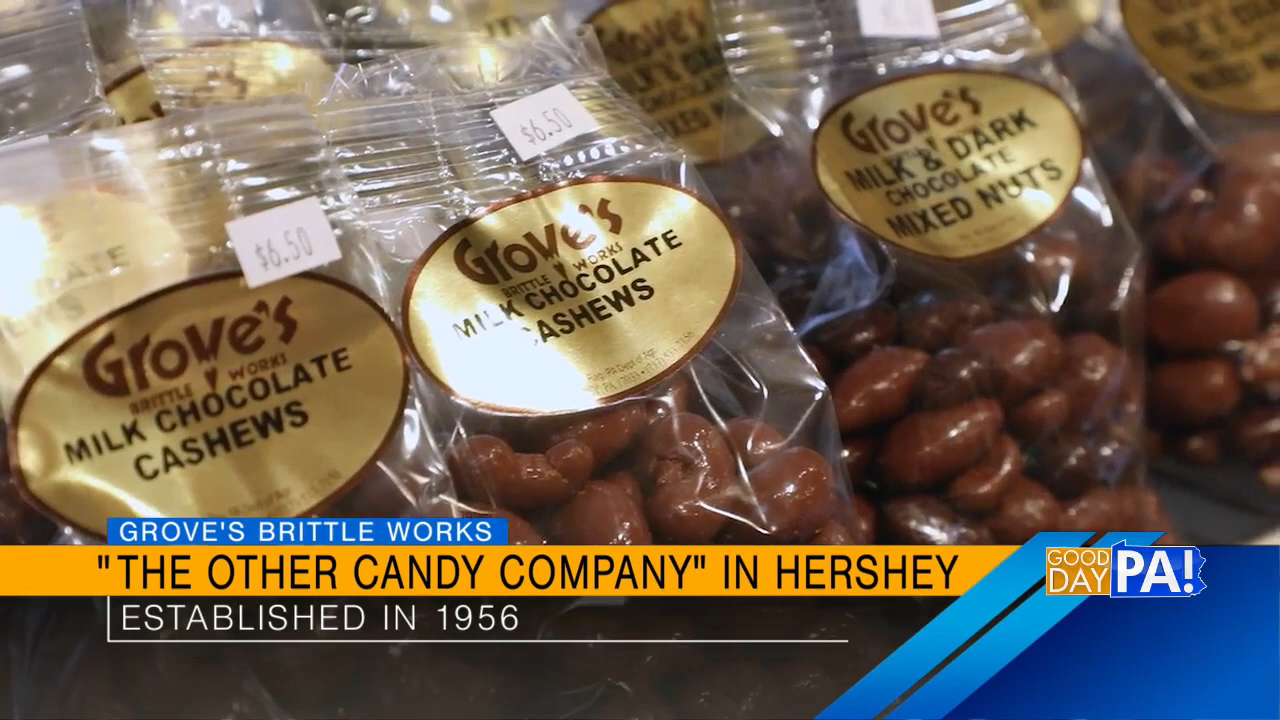 $6.50
Grove's
MILK & DARK
CHOCOLATE
MIXED NUTS
$6.50
Grove's
BRITTLE WORKS
MILK CHOCOLATE
CASHEWS
Grove's
BRITTLE WORKS
MILK CHOCOLATE
CASHEWS
Grove's
GROVE'S BRITTLE WORKS
"THE OTHER CANDY COMPANY" IN HERSHEY
ESTABLISHED IN 1956
GOOD
DAY
PA!